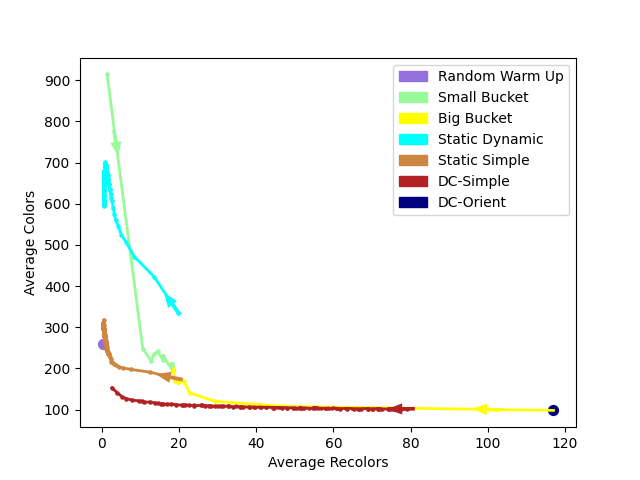 900
800
700
600
500
400
300
200
100
Average Colors
0
20
40
60
80
100
120
Average Recolors
Random Warm Up
Small Bucket
Big Bucket
Static Dynamic
Static Simple
DC-Simple
DC-Orient